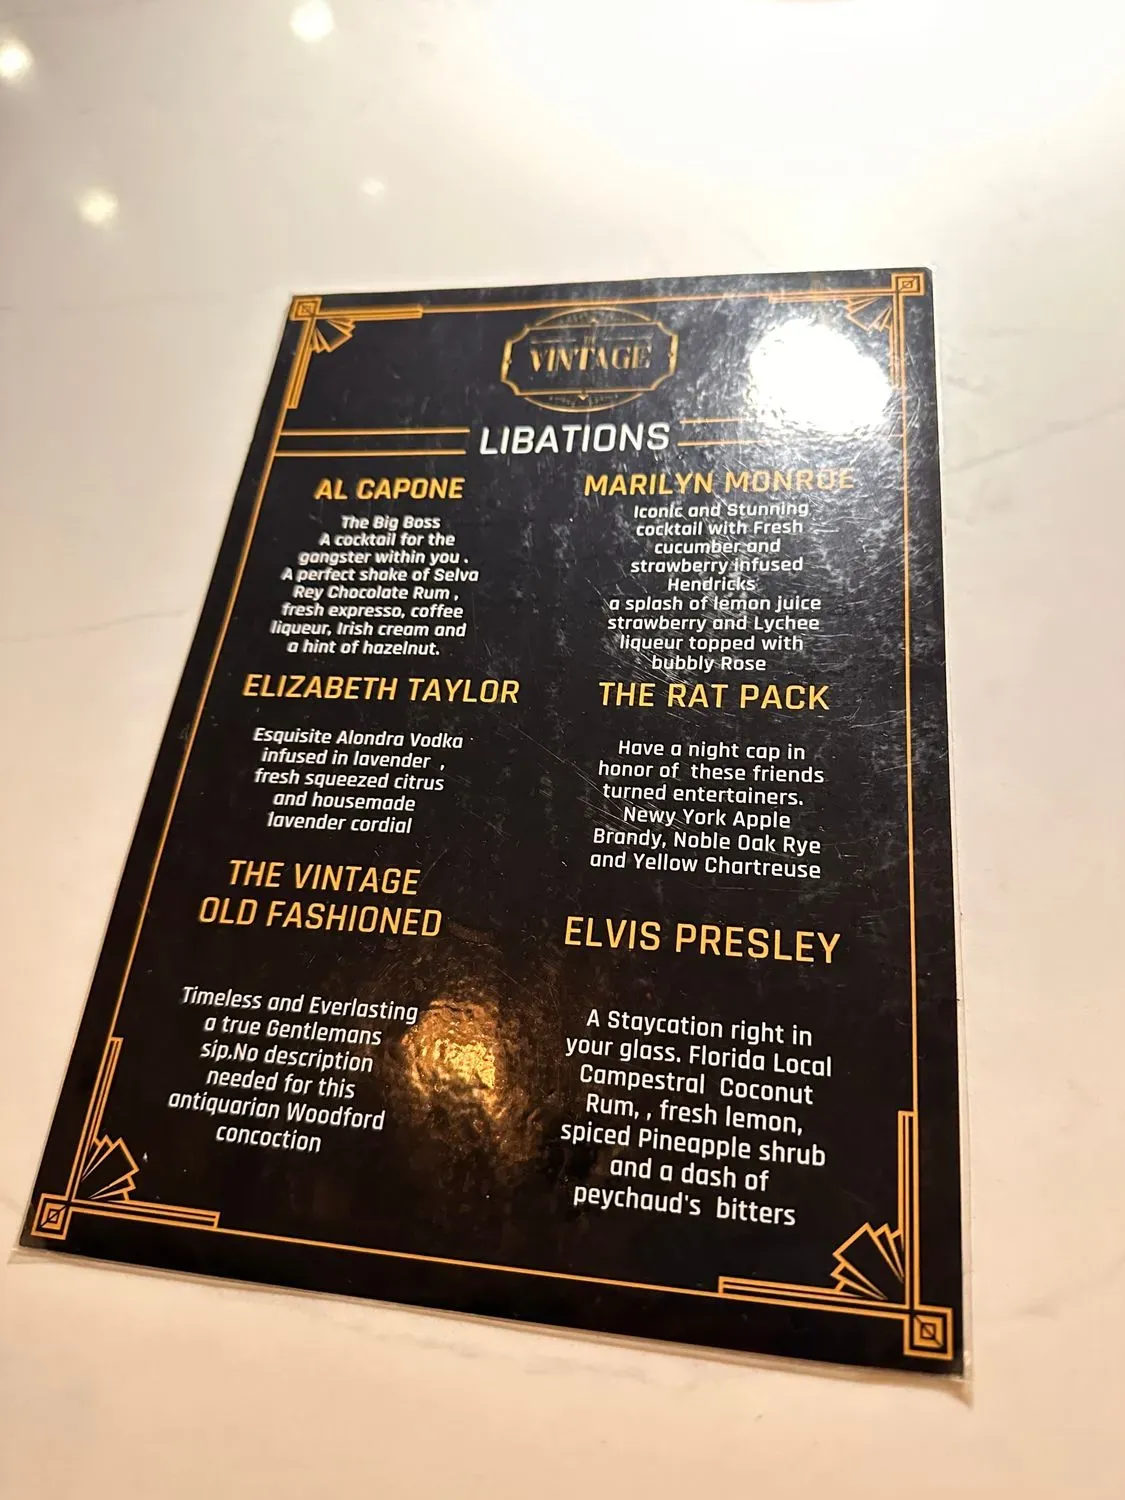 VINTAGE
LIBATIONS
AL CAPONE
The Big Boss
A cocktail for the
gangster within you .
A perfect shake of Selva
Rey Chocolate Rum ,
fresh expresso, coffee
liqueur, Irish cream and
a hint of hazelnut.
MARILYN MONROE
Iconic and Stunning
cocktail with Fresh
cucumber and
strawberry infused
Hendricks
a splash of lemon juice
strawberry and Lychee
liqueur topped with
bubbly Rose
ELIZABETH TAYLOR
Esquisite Alondra Vodka
infused in lavender ,
fresh squeezed citrus
and housemade
lavender cordial
THE RAT PACK
Have a night cap in
honor of these friends
turned entertainers.
Newy York Apple
Brandy, Noble Oak Rye
and Yellow Chartreuse
THE VINTAGE
OLD FASHIONED
Timeless and Everlasting
a true Gentlemans
sip.No description
needed for this
antiquarian Woodford
concoction
ELVIS PRESLEY
A Staycation right in
your glass. Florida Local
Campestral Coconut
Rum, , fresh lemon,
spiced Pineapple shrub
and a dash of
peychaud's bitters